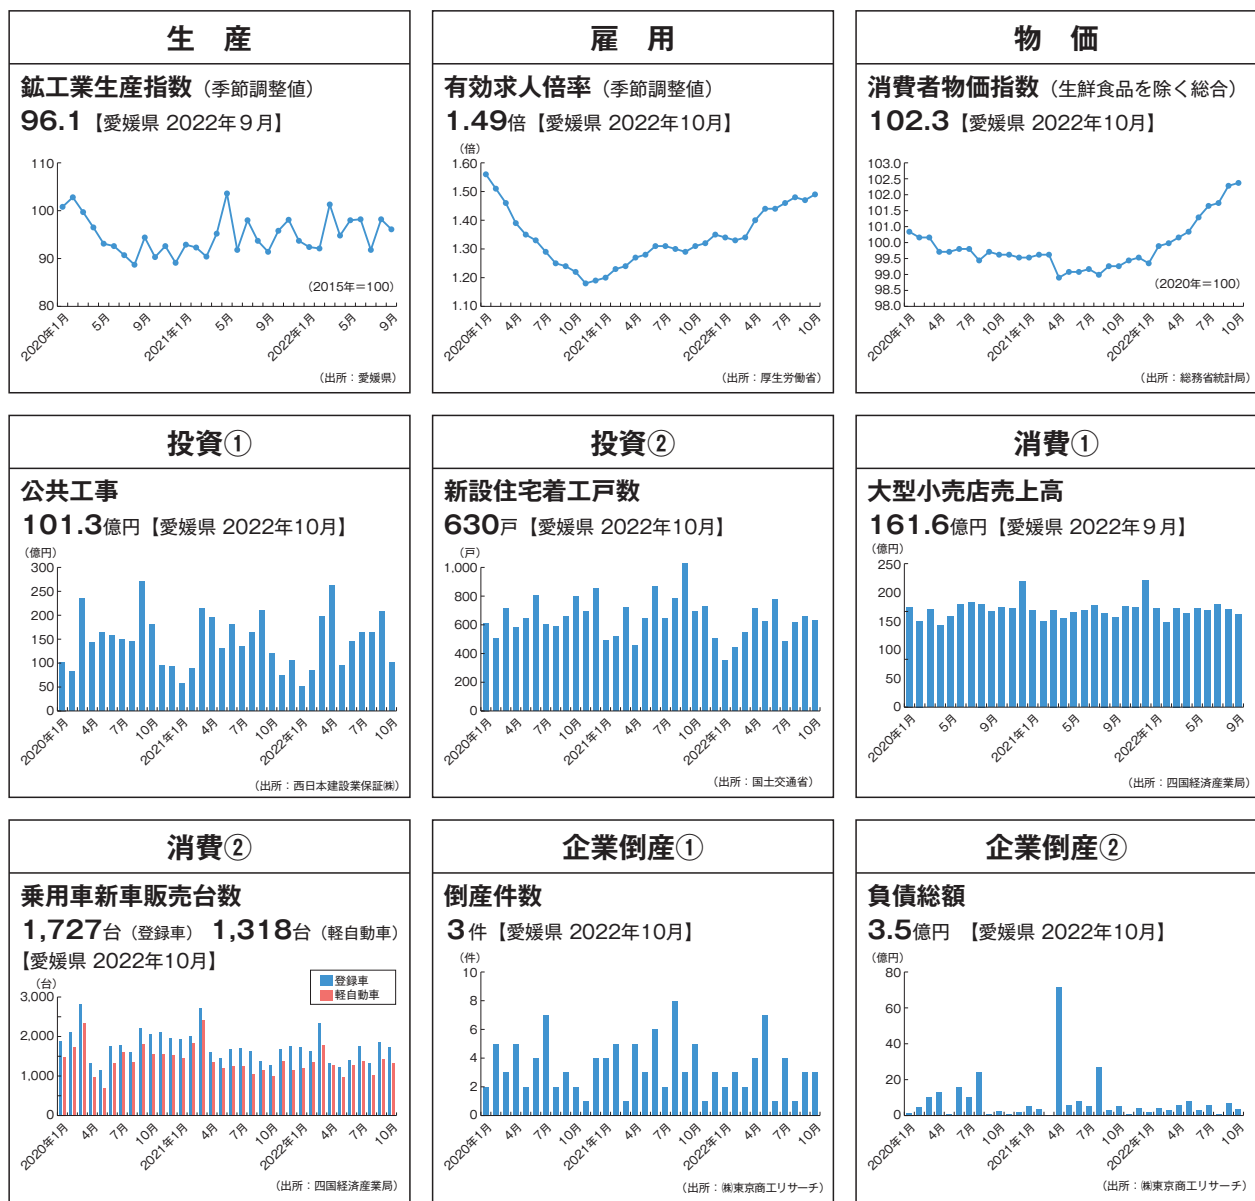 生 産
鉱工業生産指数（季節調整値）
96.1【愛媛県 2022年９月】
110
100
90
80
（2015年＝100）
2020年1月
5月
9月
2021年1月
5月
9月
2022年1月
5月
9月
（出所：愛媛県）
雇 用
有効求人倍率（季節調整値）
1.49倍【愛媛県 2022年10月】
（倍）
1.60
1.50
1.40
1.30
1.20
1.10
2020年1月
4月
7月
10月
2021年1月
4月
7月
10月
2022年1月
4月
7月
10月
（出所：厚生労働省）
物 価
消費者物価指数（生鮮食品を除く総合）
102.3【愛媛県 2022年10月】
103.0
102.5
102.0
101.5
101.0
100.5
100.0
99.5
99.0
98.5
98.0
（2020年＝100）
2020年1月
4月
7月
10月
2021年1月
4月
7月
10月
2022年1月
4月
7月
10月
（出所：総務省統計局）
投資①
公共工事
101.3億円【愛媛県 2022年10月】
（億円）
300
250
200
150
100
50
0
2020年1月
4月
7月
10月
2021年1月
4月
7月
10月
2022年1月
4月
7月
10月
（出所：西日本建設業保証㈱）
投資②
新設住宅着工戸数
630戸【愛媛県 2022年10月】
（戸）
1,000
800
600
400
200
0
2020年1月
4月
7月
10月
2021年1月
4月
7月
10月
2022年1月
4月
7月
10月
（出所：国土交通省）
消費①
大型小売店売上高
161.6億円【愛媛県 2022年９月】
（億円）
250
200
150
100
50
0
2020年1月
5月
9月
2021年1月
5月
9月
2022年1月
5月
9月
（出所：四国経済産業局）
消費②
乗用車新車販売台数
1,727台（登録車） 1,318台（軽自動車）
【愛媛県 2022年10月】
（台）
登録車
軽自動車
3,000
2,000
1,000
0
2020年1月
4月
7月
10月
2021年1月
4月
7月
10月
2022年1月
4月
7月
10月
（出所：四国経済産業局）
企業倒産①
倒産件数
3件【愛媛県 2022年10月】
（件）
10
8
6
4
2
0
2020年1月
4月
7月
10月
2021年1月
4月
7月
10月
2022年1月
4月
7月
10月
（出所：㈱東京商工リサーチ）
企業倒産②
負債総額
3.5億円 【愛媛県 2022年10月】
（億円）
80
60
40
20
0
2020年1月
4月
7月
10月
2021年1月
4月
7月
10月
2022年1月
4月
7月
10月
（出所：㈱東京商工リサーチ）